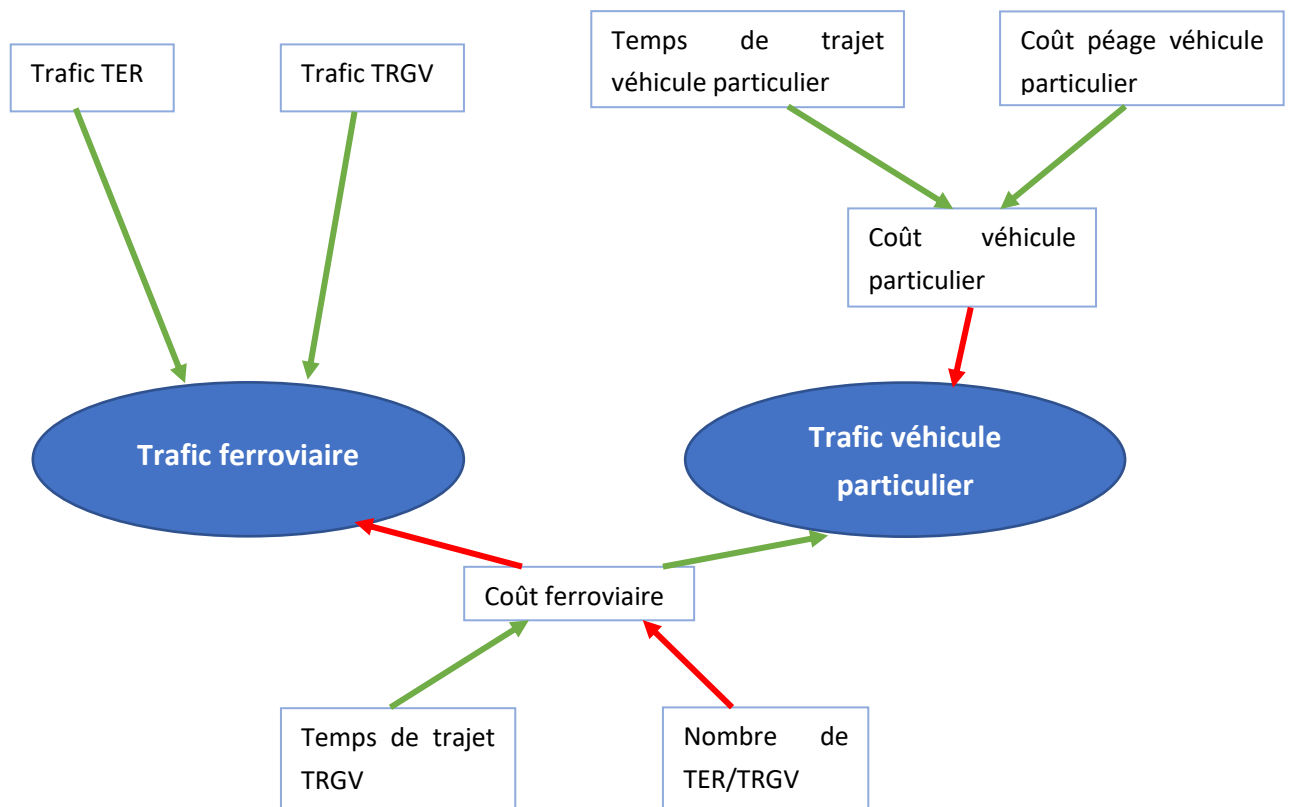 Trafic TER
Trafic TRGV
Temps de trajet
véhicule particulier
Coût péage véhicule
particulier
Coût véhicule
particulier
Trafic ferroviaire
Trafic véhicule
particulier
Coût ferroviaire
Temps de trajet
TRGV
Nombre de
TER/TRGV